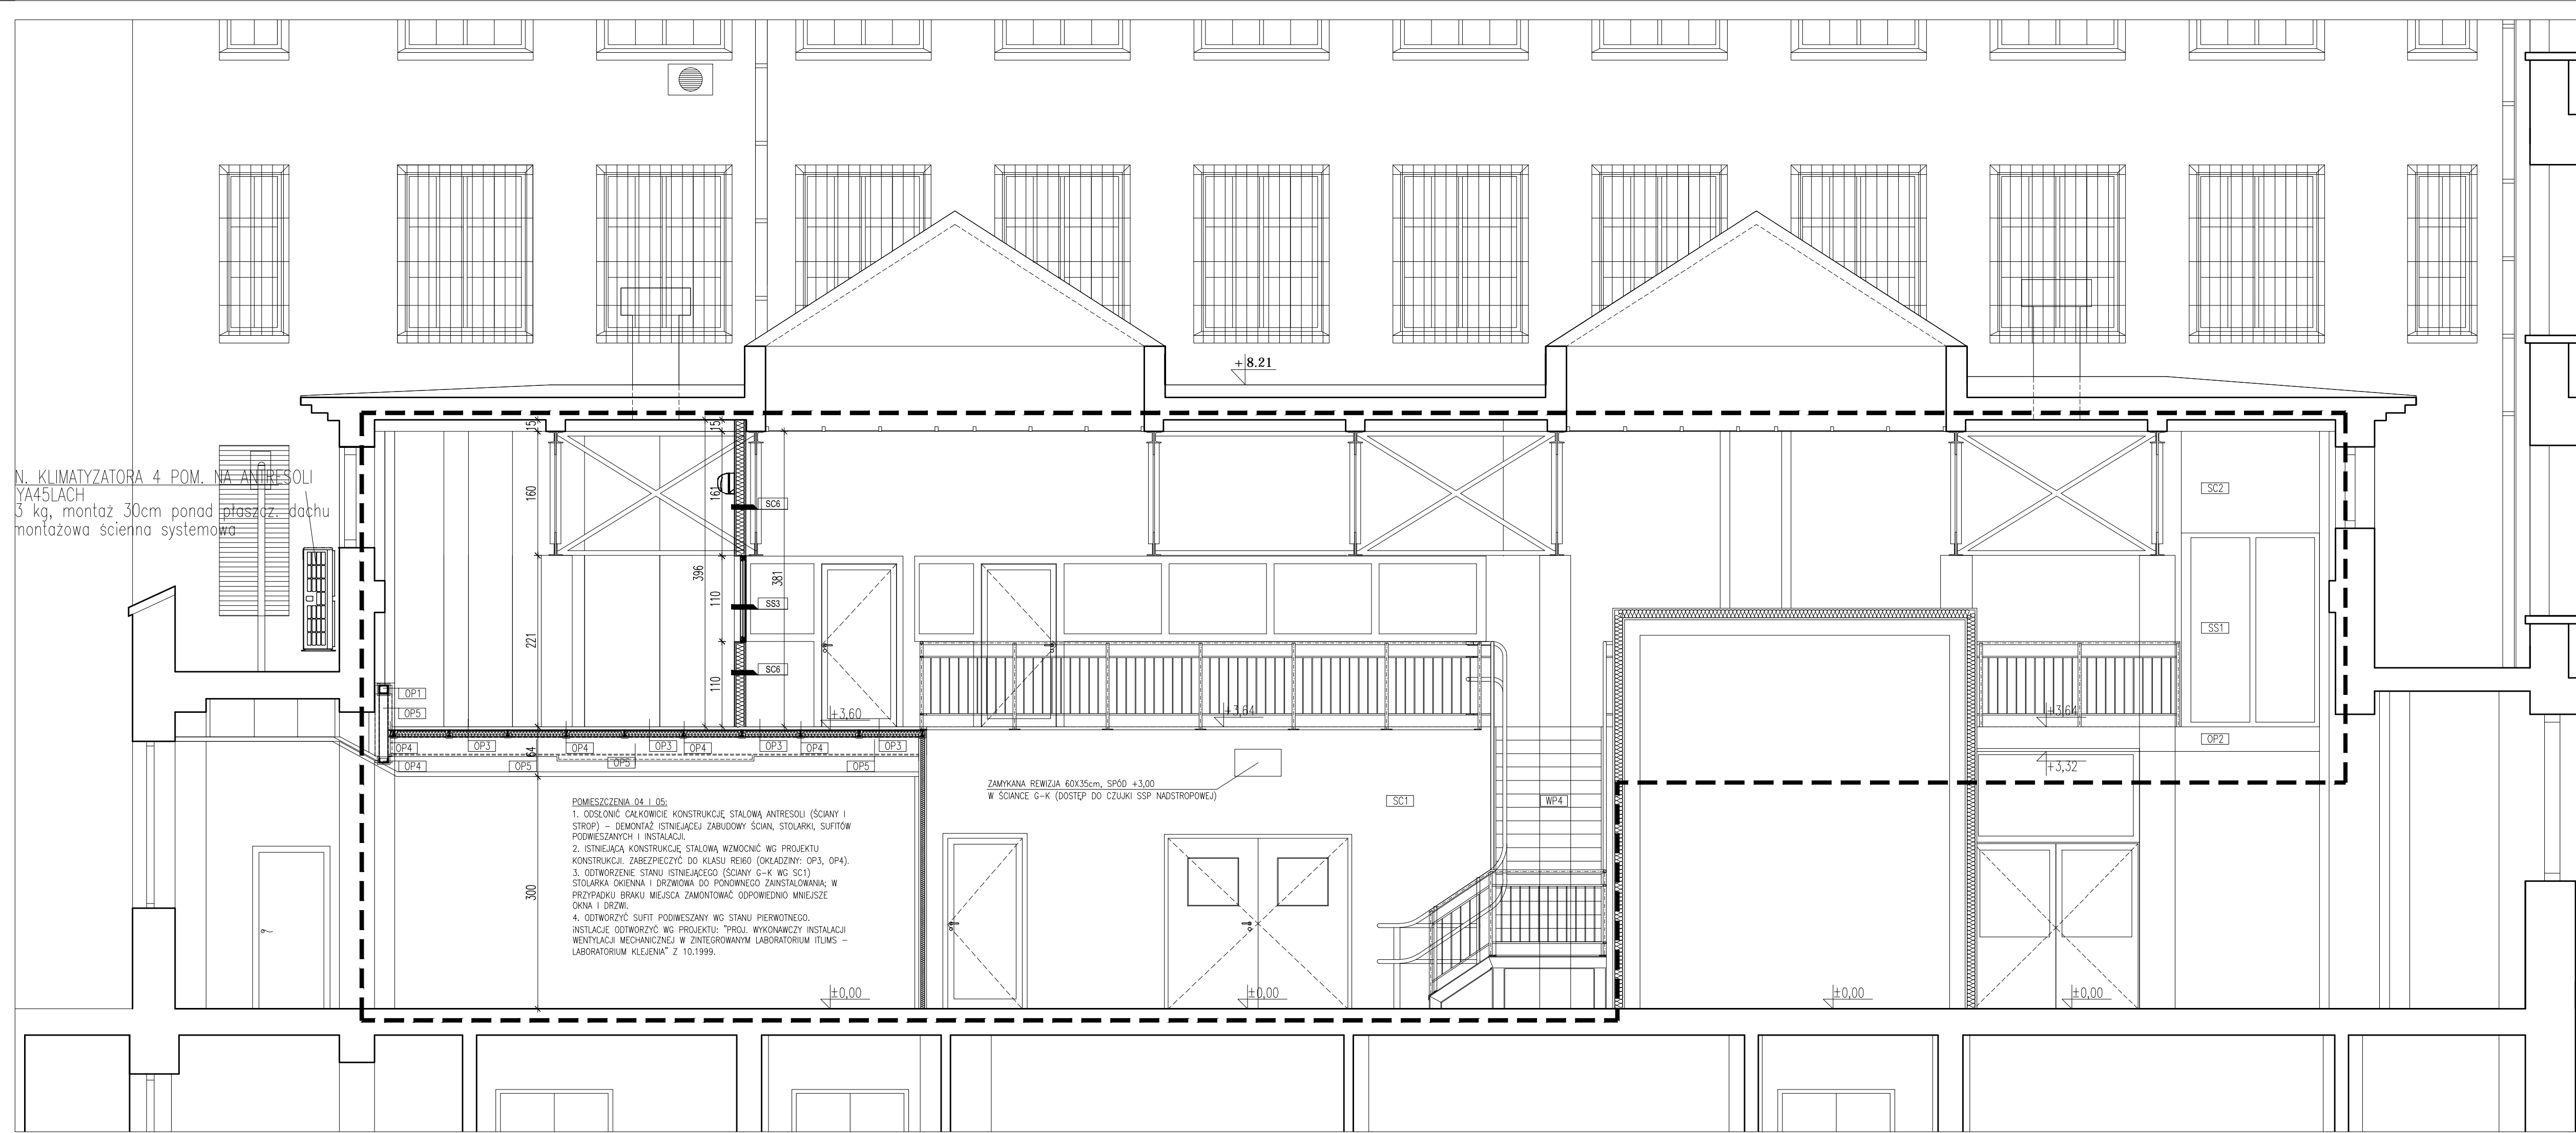 +8.21
15
15
160
161
SC6
SC2
N. KLIMATYZATORA 4 POM. NA ANTRESOLI
YA45LACH
3 kg, montaż 30cm ponad płaszcz. dachu
montażowa ścienna systemowa
396
381
110
SS3
221
SS1
SC6
110
OP1
OP5
+3,60
+3,64
+3,64
OP2
OP4
OP3
OP4
OP3
OP4
OP3
OP4
OP3
64
OP4
OP5
OP5
OP5
+3,32
ZAMYKANA REWIZJA 60X35cm, SPÓD +3,00
W ŚCIANCE G-K (DOSTĘP DO CZUJKI SSP NADSTROPOWEJ)
SC1
WP4
POMIESZCZENIA 04 I 05:
1. ODSŁONIĆ CAŁKOWICIE KONSTRUKCJĘ STALOWĄ ANTRESOLI (ŚCIANY I
STROP) – DEMONTAŻ ISTNIEJĄCEJ ZABUDOWY ŚCIAN, STOLARKI, SUFITÓW
PODWIESZANYCH I INSTALACJI.
2. ISTNIEJĄCĄ KONSTRUKCJĘ STALOWĄ WZMOCNIĆ WG PROJEKTU
KONSTRUKCJI. ZABEZPIECZYĆ DO KLASU REI60 (OKŁADZINY: OP3, OP4).
3. ODTWORZENIE STANU ISTNIEJĄCEGO (ŚCIANY G-K WG SC1)
STOLARKA OKIENNA I DRZWIOWA DO PONOWNEGO ZAINSTALOWANIA; W
PRZYPADKU BRAKU MIEJSCA ZAMONTOWAĆ ODPOWIEDNIO MNIEJSZE
OKNA I DRZWI.
4. ODTWORZYĆ SUFIT PODIWESZANY WG STANU PIERWOTNEGO.
iNSTLACJE ODTWORZYĆ WG PROJEKTU: "PROJ. WYKONAWCZY INSTALACJI
WENTYLACJI MECHANICZNEJ W ZINTEGROWANYM LABORATORIUM ITLIMS –
LABORATORIUM KLEJENIA" Z 10.1999.
300
±0,00
±0,00
±0,00
±0,00